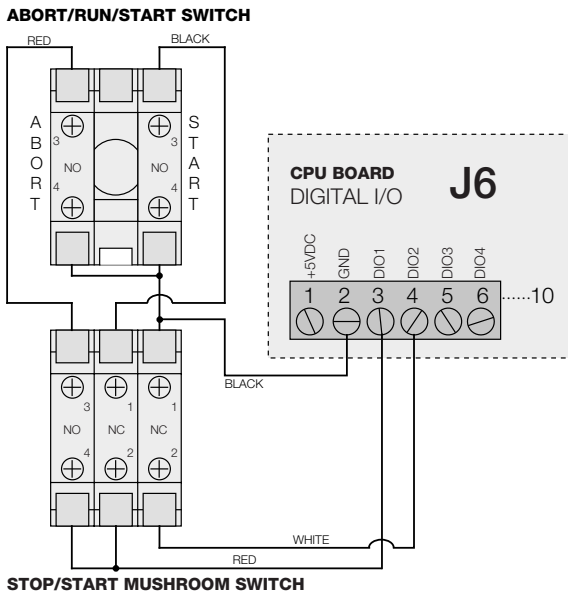 ABORT/RUN/START SWITCH
RED
BLACK
ABORT
3
NO
4
3
NO
4
START
CPU BOARD
DIGITAL I/O
J6
+5VDC
GND
DIO1
DIO2
DIO3
DIO4
1 2 3 4 5 6 ......10
BLACK
3
NO
4
1
NC
2
1
NC
2
WHITE
RED
STOP/START MUSHROOM SWITCH